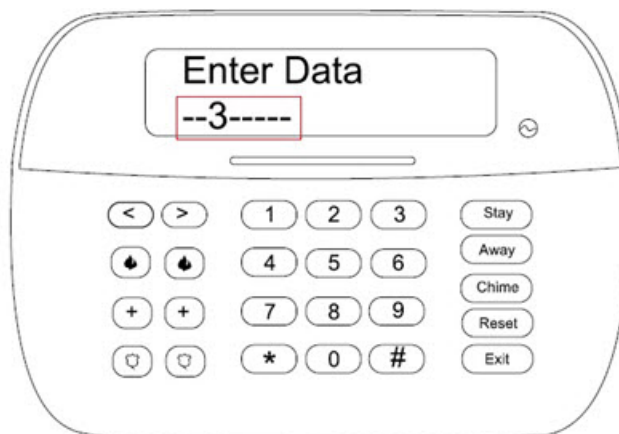 Enter Data
--3-----
< > 1 2 3 Stay
4 5 6 Away
Chime
+ + 7 8 9 Reset
* 0 # Exit